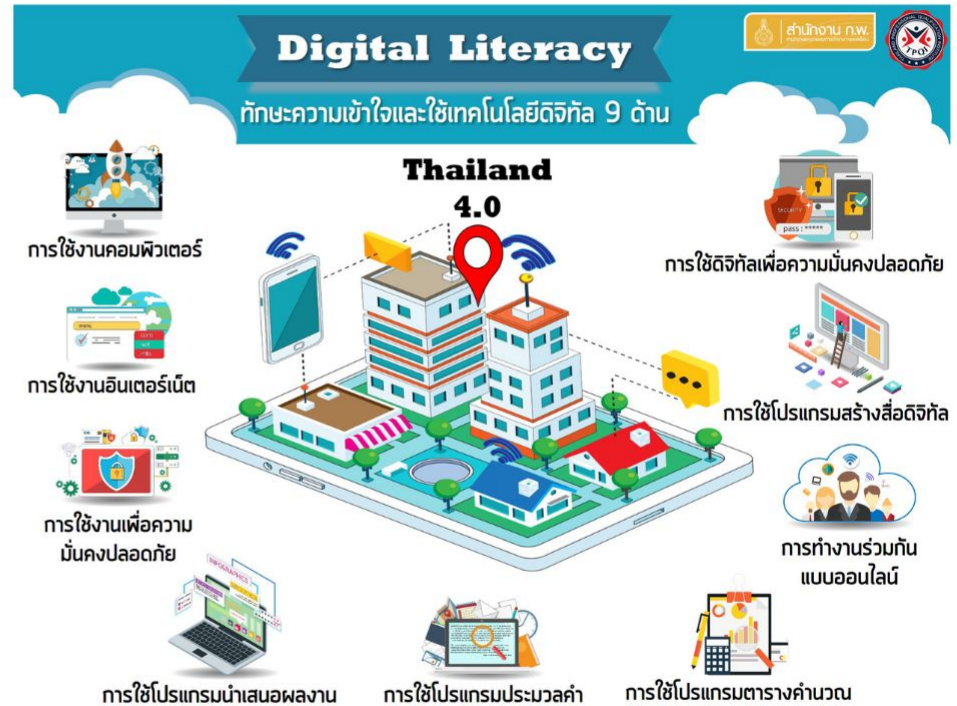 Digital Literacy
สำนักงาน ก.พ.
TPQI
ทักษะความเข้าใจและใช้เทคโนโลยีดิจิทัล 9 ด้าน
Thailand
4.0
การใช้งานคอมพิวเตอร์
SECURITY
pass : *****
การใช้ดิจิทัลเพื่อความมั่นคงปลอดภัย
การใช้งานอินเตอร์เน็ต
การใช้โปรแกรมสร้างสื่อดิจิทัล
การใช้งานเพื่อความ
มั่นคงปลอดภัย
การทำงานร่วมกัน
แบบออนไลน์
INFOGRAPHICS
การใช้โปรแกรมนำเสนอผลงาน
การใช้โปรแกรมประมวลคำ
การใช้โปรแกรมตารางคำนวณ